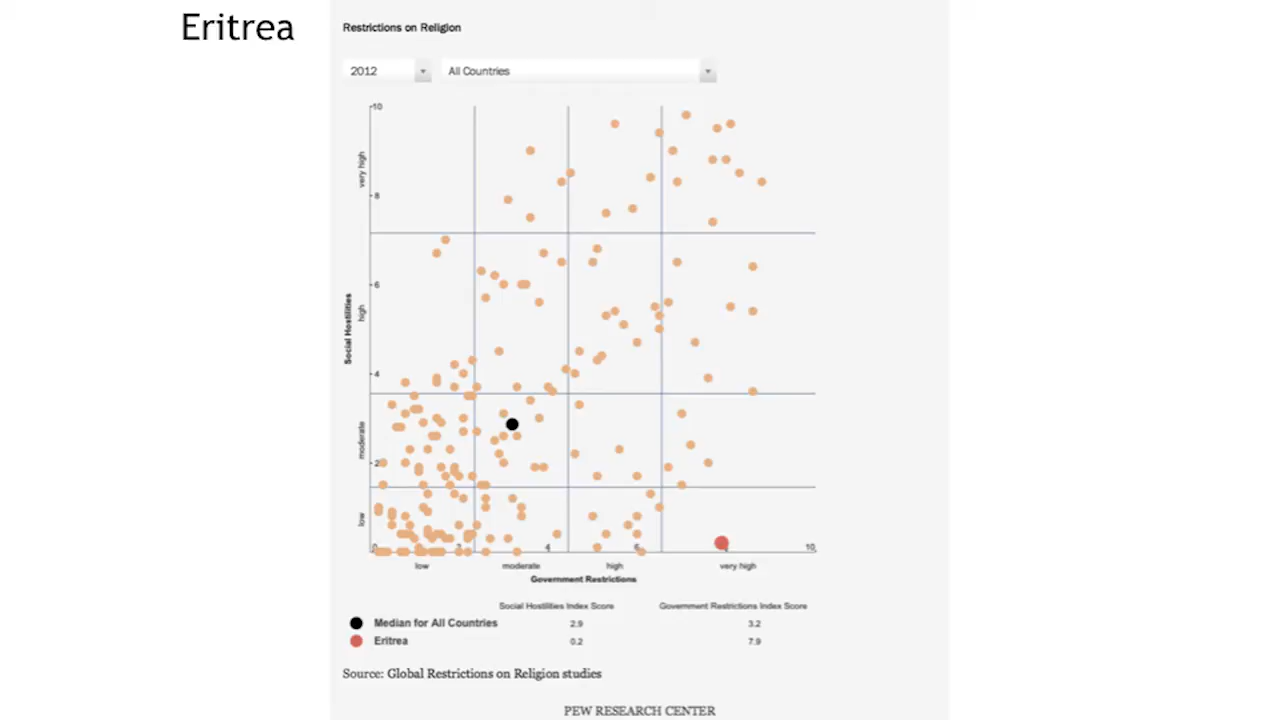 Eritrea
Restrictions on Religion
2012
All Countries
10
very high
8
6
Social Hostilities
high
4
moderate
2
low
0
4
6
10
low
moderate
high
very high
Government Restrictions
Social Hostilities Index Score
Government Restrictions Index Score
Median for All Countries 2.9 3.2
Eritrea 0.2 7.9
Source: Global Restrictions on Religion studies
PEW RESEARCH CENTER